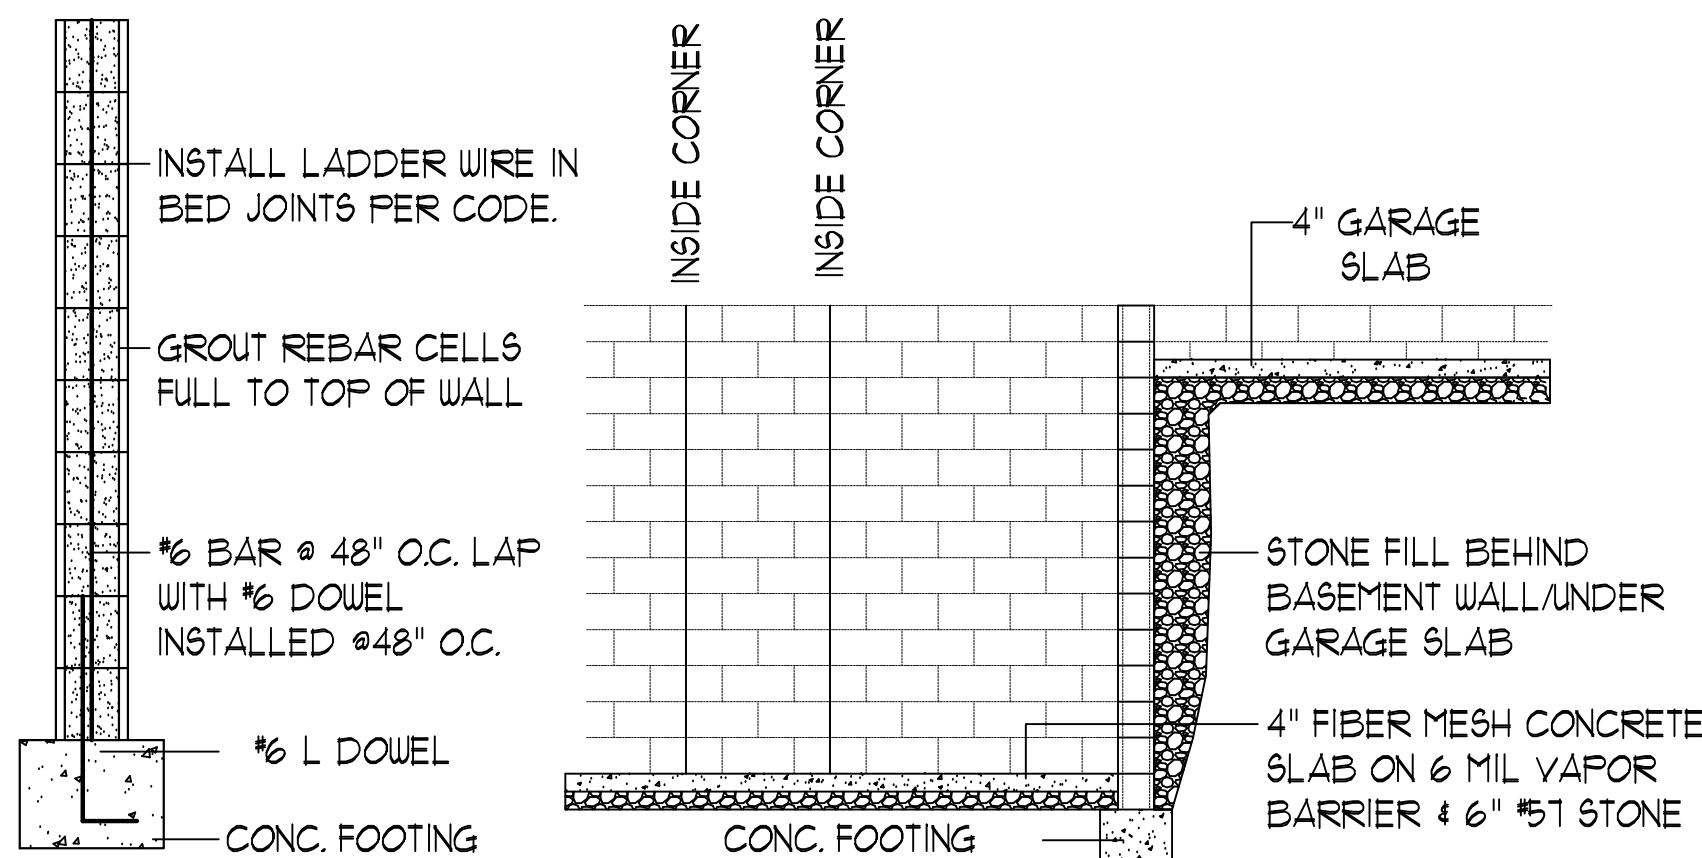 INSTALL LADDER WIRE IN
BED JOINTS PER CODE.
GROUT REBAR CELLS
FULL TO TOP OF WALL
#6 BAR @ 48" O.C. LAP
WITH #6 DOWEL
INSTALLED @48" O.C.
#6 L DOWEL
CONC. FOOTING
INSIDE CORNER
INSIDE CORNER
4" GARAGE
SLAB
STONE FILL BEHIND
BASEMENT WALL/UNDER
GARAGE SLAB
4" FIBER MESH CONCRETE
SLAB ON 6 MIL VAPOR
BARRIER & 6" #57 STONE
CONC. FOOTING